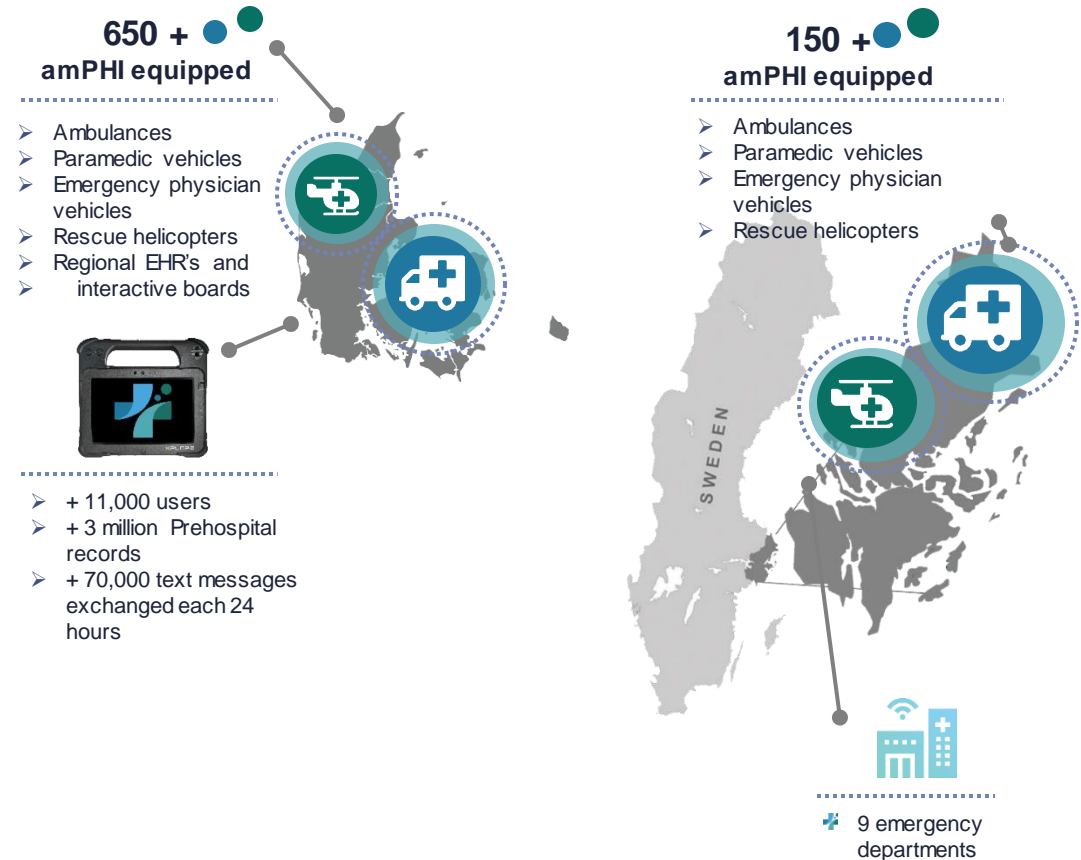 650 +
amPHI equipped
➢ Ambulances
➢ Paramedic vehicles
➢ Emergency physician
vehicles
➢ Rescue helicopters
➢ Regional EHR's and
➢ interactive boards
➢ + 11,000 users
➢ + 3 million Prehospital
records
➢ + 70,000 text messages
exchanged each 24
hours
150 +
amPHI equipped
➢ Ambulances
➢ Paramedic vehicles
➢ Emergency physician
vehicles
➢ Rescue helicopters
SWEDEN
9 emergency
departments